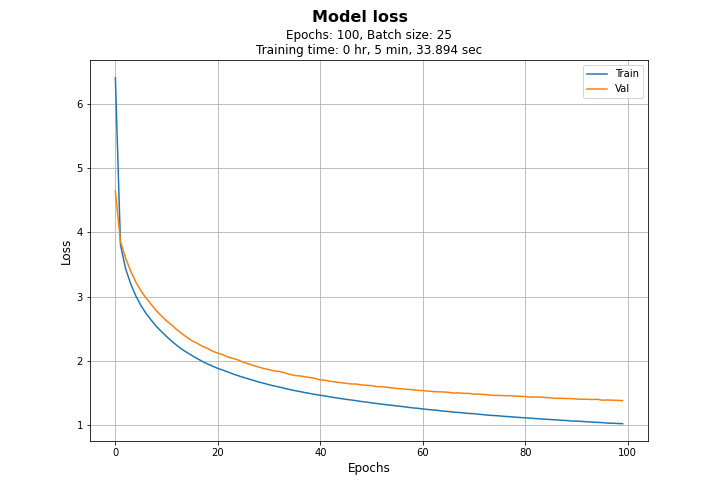 Model loss
Epochs: 100, Batch size: 25
Training time: 0 hr, 5 min, 33.894 sec
Train
Val
6
5
4
3
2
1
Loss
0
20
40
60
80
100
Epochs